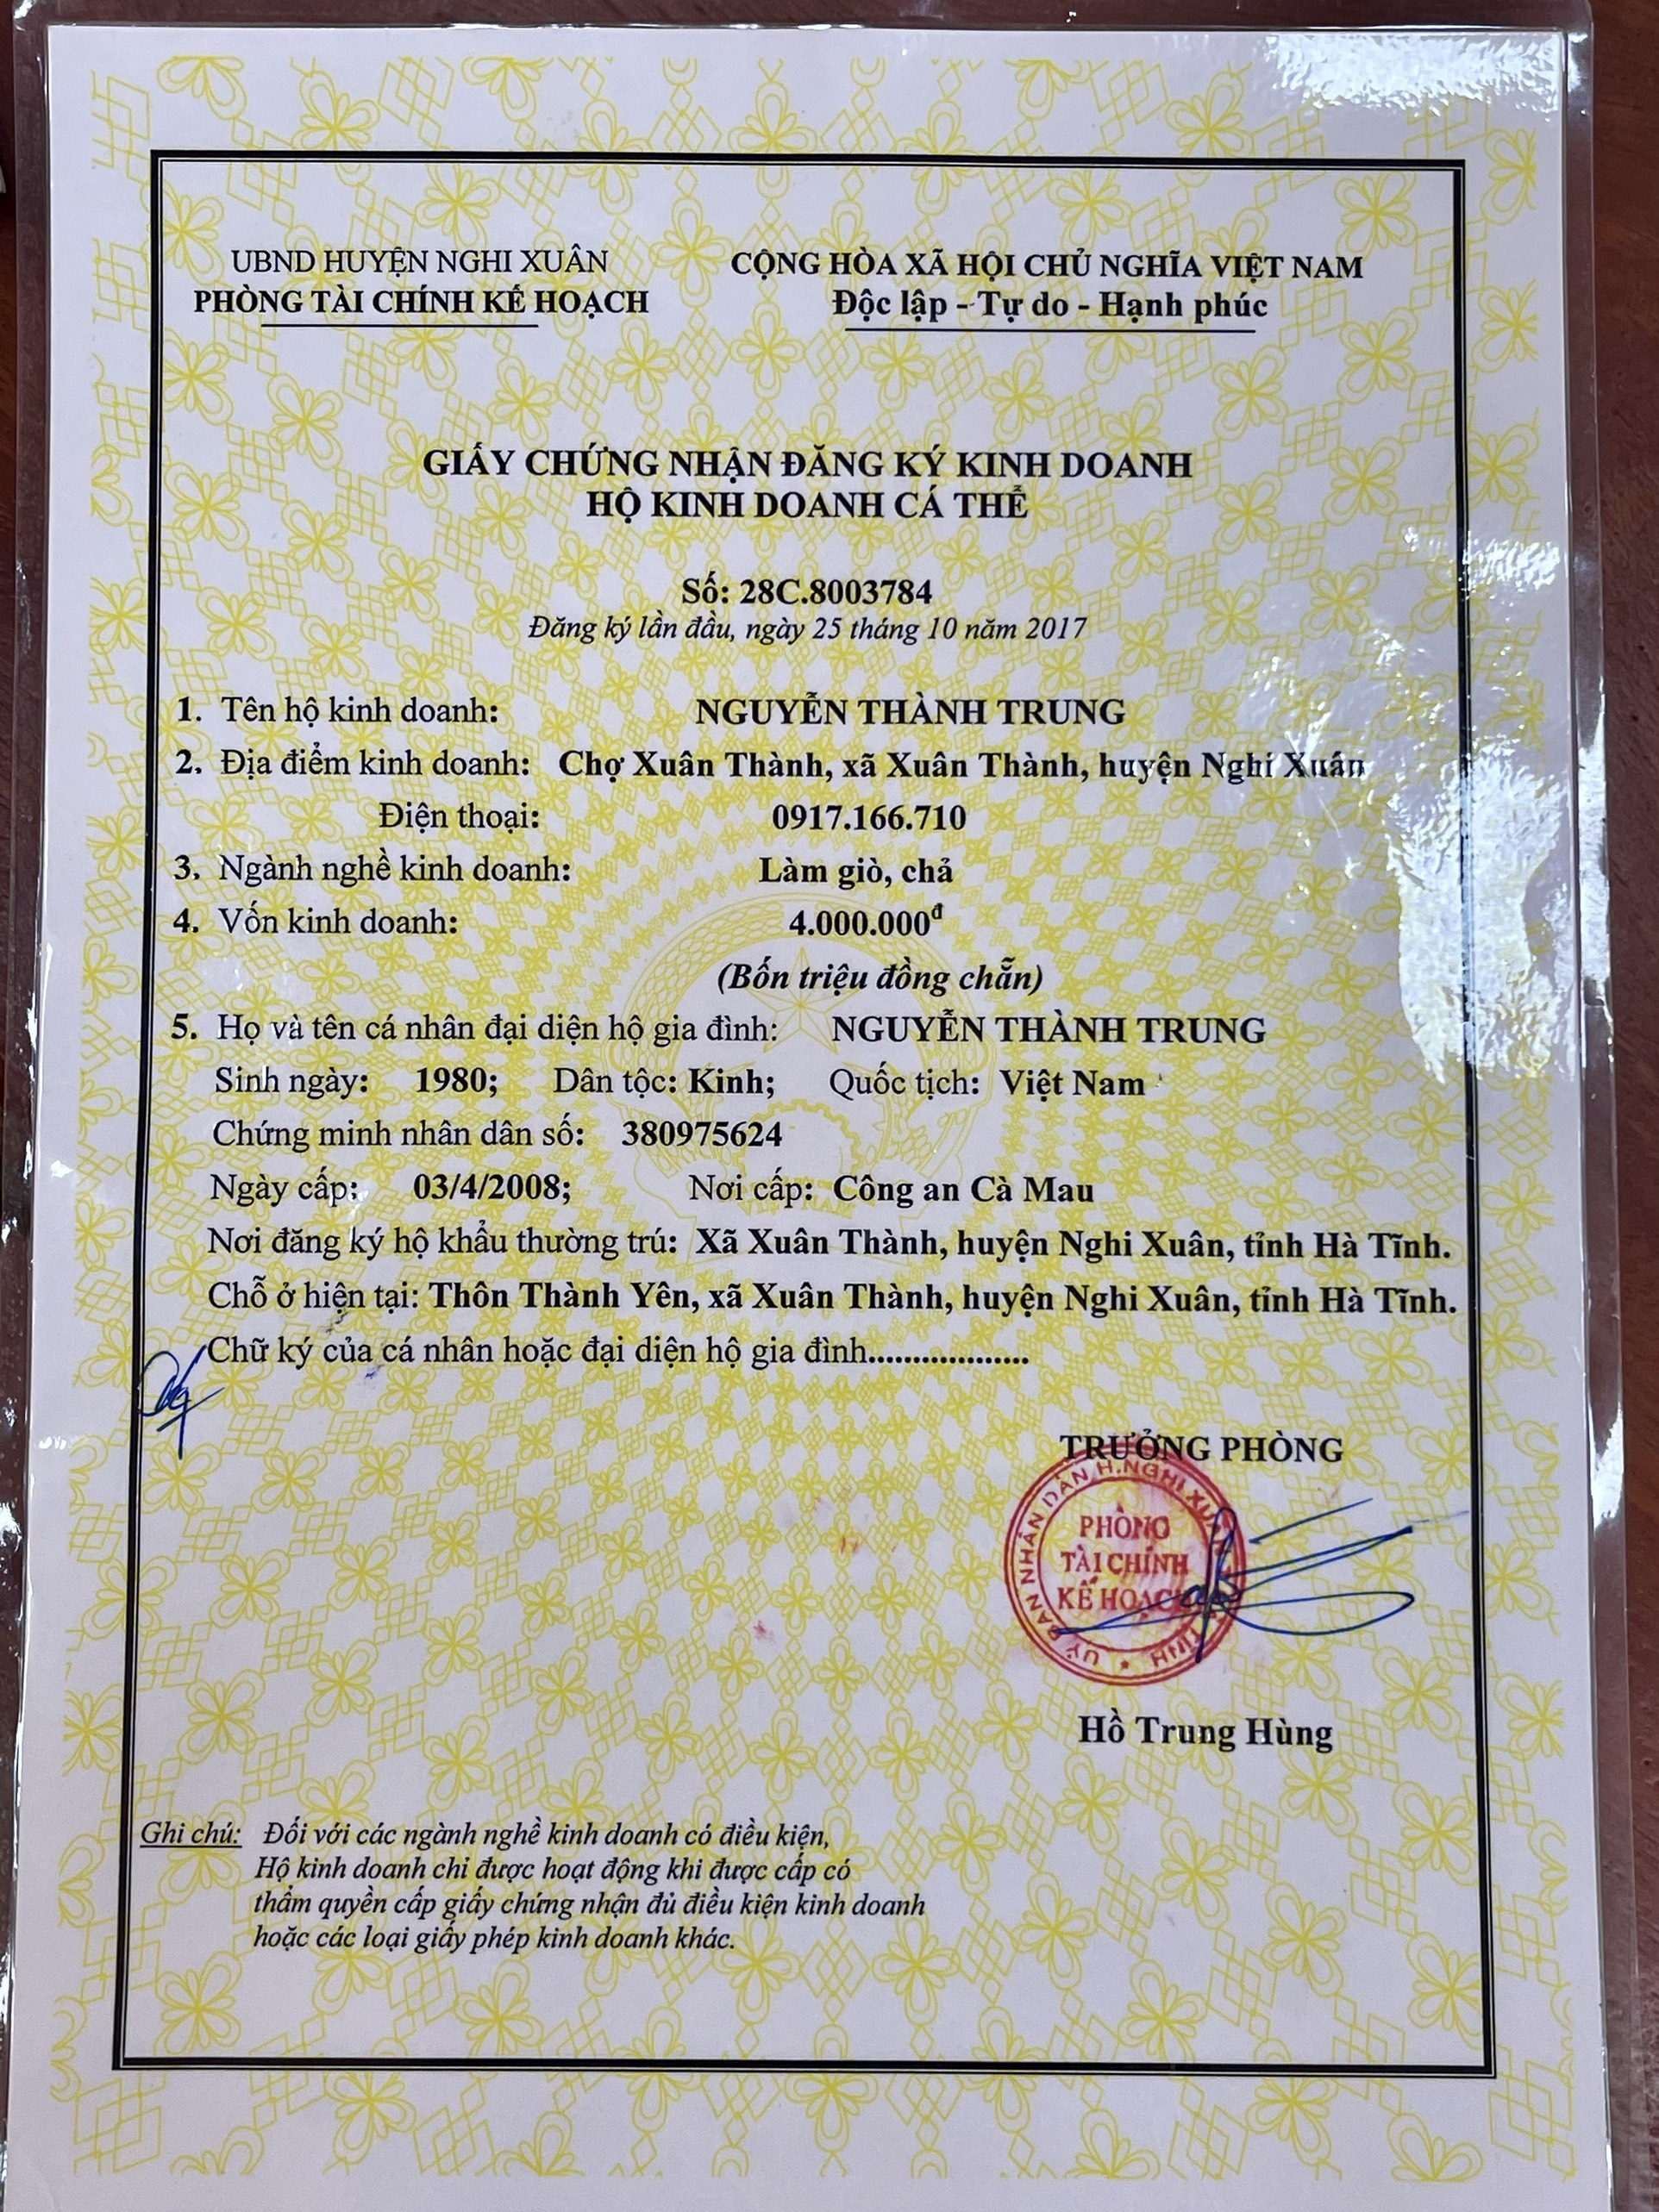 UBND HUYỆN NGHI XUÂN
PHÒNG TÀI CHÍNH KẾ HOẠCH
CỘNG HÒA XÃ HỘI CHỦ NGHĨA VIỆT NAM
Độc lập - Tự do - Hạnh phúc
GIẤY CHỨNG NHẬN ĐĂNG KÝ KINH DOANH
HỘ KINH DOANH CÁ THỂ
Số: 28C.8003784
Đăng ký lần đầu, ngày 25 tháng 10 năm 2017
1. Tên hộ kinh doanh: NGUYỄN THÀNH TRUNG
2. Địa điểm kinh doanh: Chợ Xuân Thành, xã Xuân Thành, huyện Nghi Xuân
Điện thoại: 0917.166.710
3. Ngành nghề kinh doanh: Làm giò, chả
4. Vốn kinh doanh: 4.000.000đ
(Bốn triệu đồng chẵn)
5. Họ và tên cá nhân đại diện hộ gia đình: NGUYỄN THÀNH TRUNG
Sinh ngày: 1980; Dân tộc: Kinh; Quốc tịch: Việt Nam
Chứng minh nhân dân số: 380975624
Ngày cấp: 03/4/2008; Nơi cấp: Công an Cà Mau
Nơi đăng ký hộ khẩu thường trú: Xã Xuân Thành, huyện Nghi Xuân, tỉnh Hà Tĩnh.
Chỗ ở hiện tại: Thôn Thành Yên, xã Xuân Thành, huyện Nghi Xuân, tỉnh Hà Tĩnh.
Chữ ký của cá nhân hoặc đại diện hộ gia đình..................
TRƯỞNG PHÒNG
ỦY BAN NHÂN DÂN H.NGHI XUÂN TỈNH
PHÒNG
TÀI CHÍNH
KẾ HOẠCH
Hồ Trung Hùng
Ghi chú: Đối với các ngành nghề kinh doanh có điều kiện,
Hộ kinh doanh chỉ được hoạt động khi được cấp có
thẩm quyền cấp giấy chứng nhận đủ điều kiện kinh doanh
hoặc các loại giấy phép kinh doanh khác.